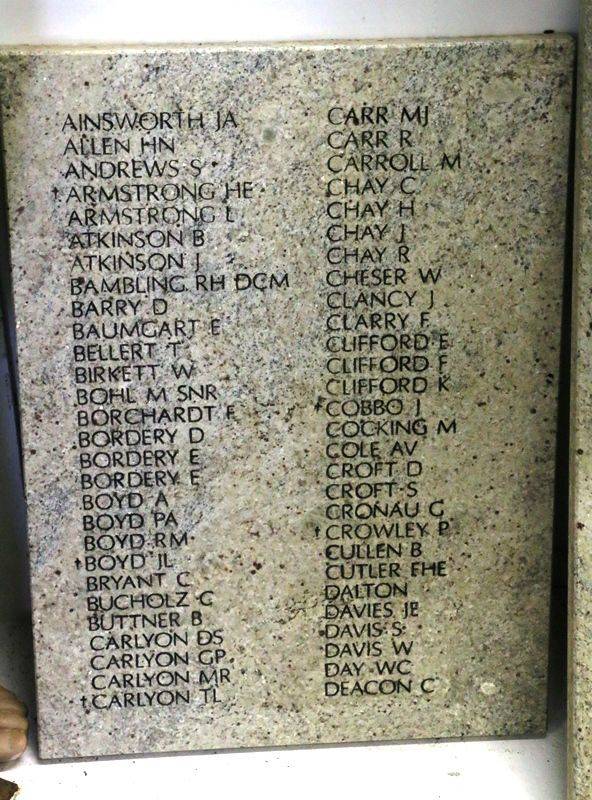 AINSWORTH JA
ALLEN HN
ANDREWS S
†ARMSTRONG HE
ARMSTRONG L
ATKINSON B
ATKINSON J
BAMBLING RH DCM
BARRY D
BAUMGART E
BELLERT T
BIRKETT W
BOHL M SNR
BORCHARDT F
BORDERY D
BORDERY E
BORDERY F
BOYD A
BOYD PA
BOYD RM
†BOYD JL
BRYANT C
BUCHOLZ C
BUTTNER B
CARLYON DS
CARLYON GP
CARLYON MR
†CARLYON TL
CARR MJ
CARR R
CARROLL M
CHAY C
CHAY H
CHAY J
CHAY R
CHESER W
CLANCY J
CLARRY F
CLIFFORD E
CLIFFORD F
CLIFFORD K
†COBBO J
COCKING M
COLE AV
CROFT D
CROFT S
CRONAU G
†CROWLEY P
CULLEN B
CUTLER FHE
DALTON
DAVIES JE
DAVIS S
DAVIS W
DAY WC
DEACON C